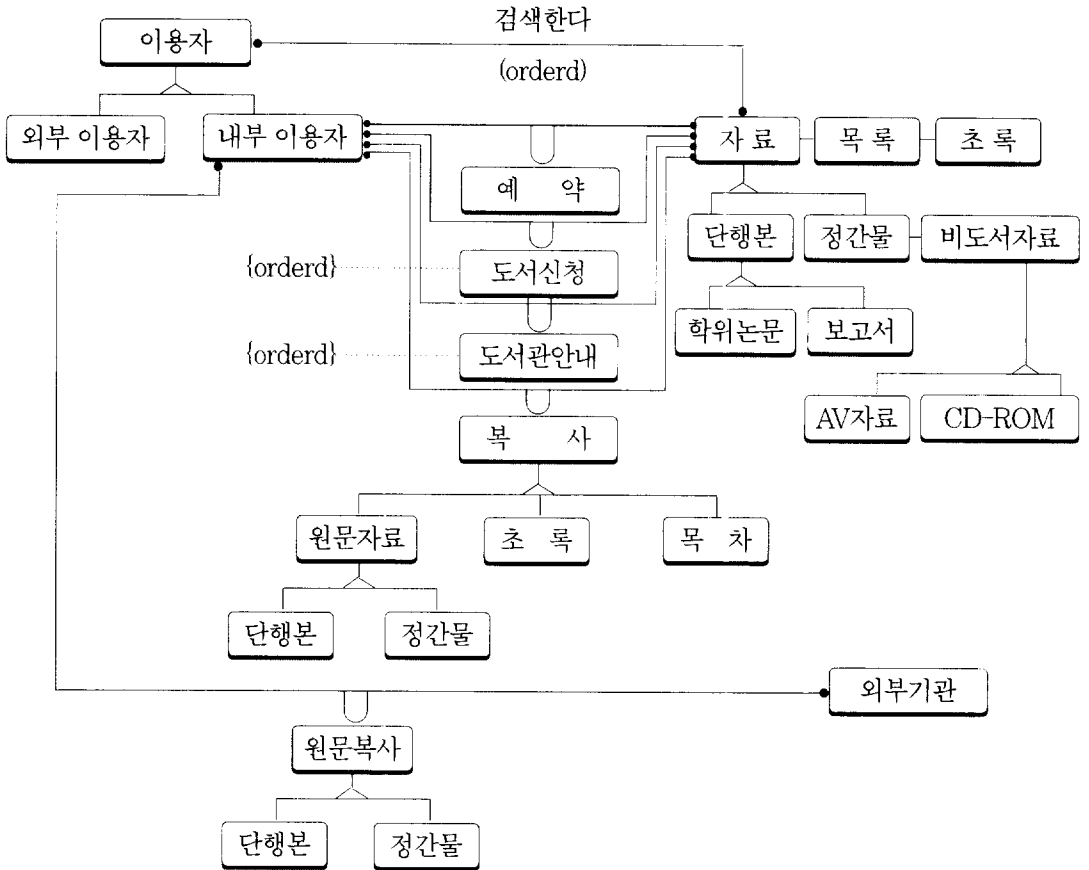 검색한다
이용자
(orderd)
외부 이용자
내부 이용자
자 료
목 록
초 록
예 약
단행본
정간물
비도서자료
{orderd}
도서신청
학위논문
보고서
{orderd}
도서관안내
AV자료
CD-ROM
복 사
원문자료
초 록
목 차
단행본
정간물
외부기관
원문복사
단행본
정간물